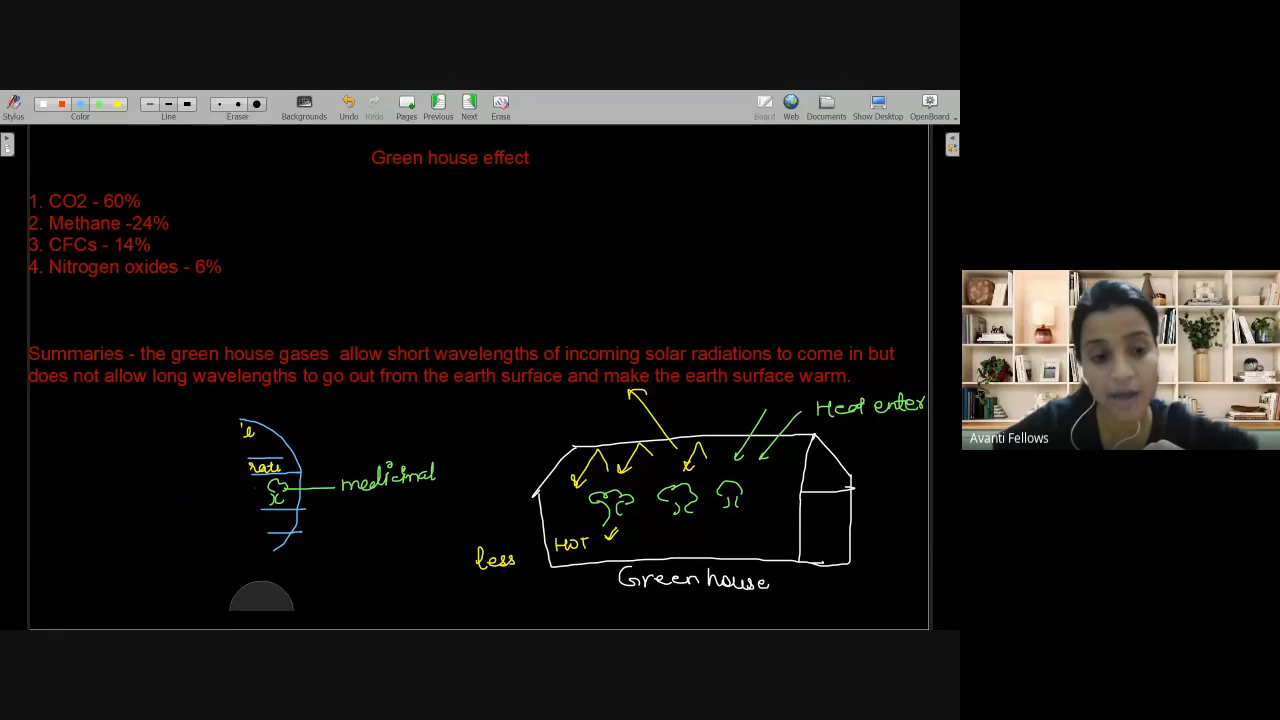 Stylus
Color
Line
Eraser
Backgrounds
Undo
Redo
Pages
Previous
Next
Erase
Board
Web
Documents
Show Desktop
OpenBoard
Green house effect
1. CO2 - 60%
2. Methane -24%
3. CFCs - 14%
4. Nitrogen oxides - 6%
Summaries - the green house gases allow short wavelengths of incoming solar radiations to come in but
does not allow long wavelengths to go out from the earth surface and make the earth surface warm.
Heat enter
medicinal
HOT
less
Green house
Avanti Fellows